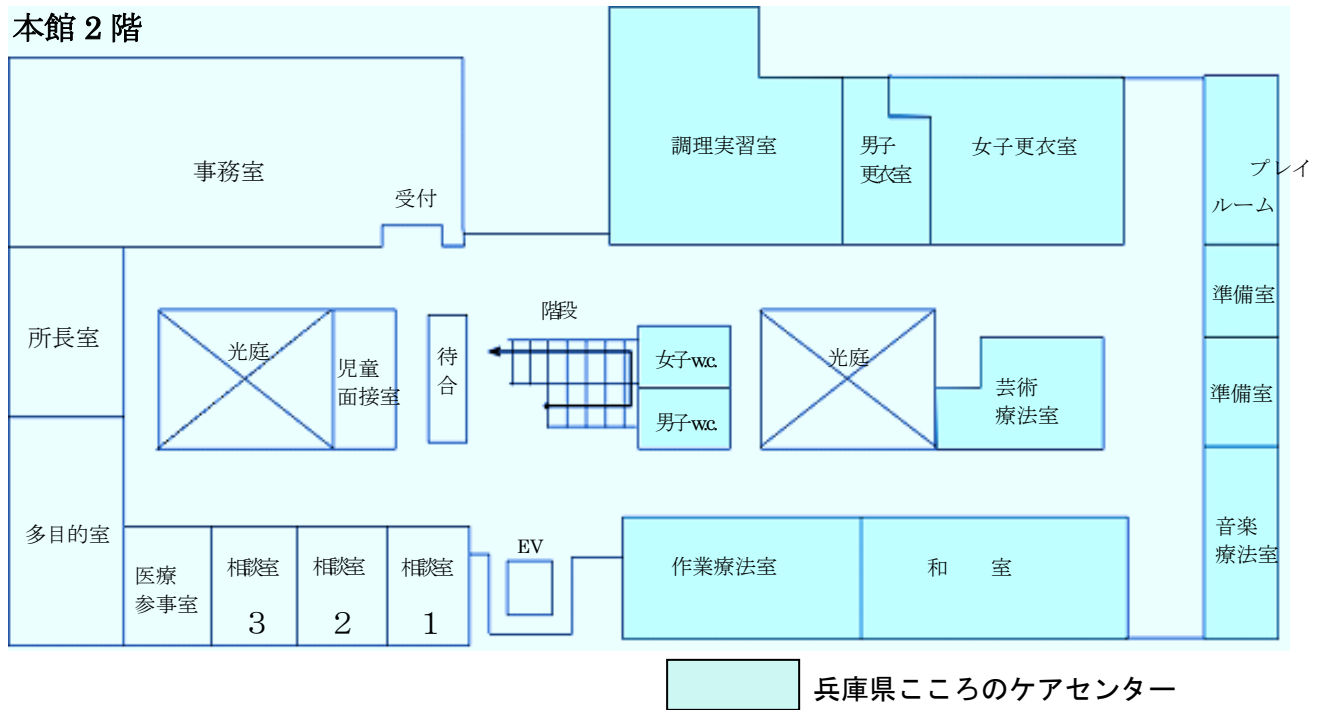 本館2階
調理実習室
男子
更衣室
女子更衣室
事務室
受付
プレイ
ルーム
所長室
光庭
児童
面接室
待
合
階段
女子w.c.
男子w.c.
光庭
芸術
療法室
準備室
準備室
多目的室
医療
参事室
相談室
3
相談室
2
相談室
1
EV
作業療法室
和 室
音楽
療法室
兵庫県こころのケアセンター